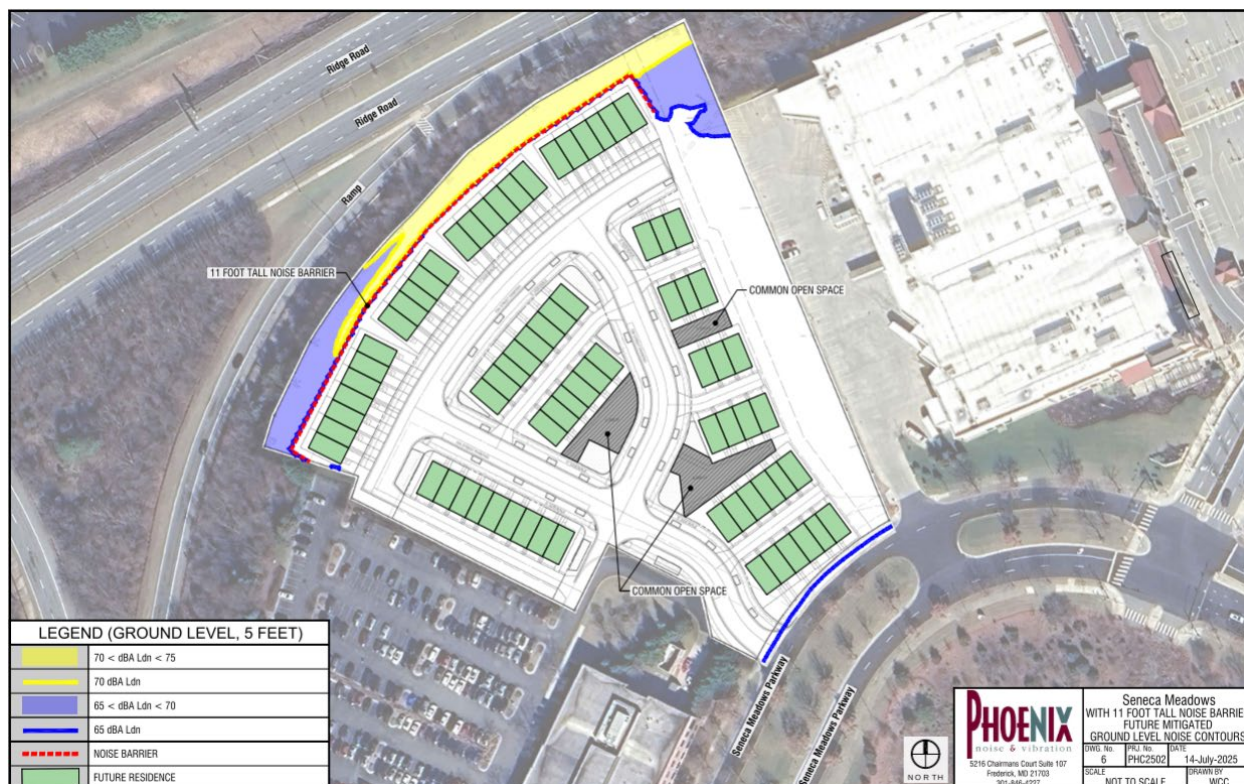 Ridge Road
Ridge Road
Ramp
11 FOOT TALL NOISE BARRIER
COMMON OPEN SPACE
COMMON OPEN SPACE
Seneca Meadows Parkway
Seneca Meadows Parkway
LEGEND (GROUND LEVEL, 5 FEET)
70 < dBA Ldn < 75
70 dBA Ldn
65 < dBA Ldn < 70
65 dBA Ldn
NOISE BARRIER
FUTURE RESIDENCE
NORTH
PHOENIX
noise & vibration
5216 Chairmans Court Suite 107
Frederick, MD 21703
301-846-4227
Seneca Meadows
WITH 11 FOOT TALL NOISE BARRIE
FUTURE MITIGATED
GROUND LEVEL NOISE CONTOURS
DWG. No.
6
PRJ. No.
PHC2502
DATE
14-July-2025
SCALE
NOT TO SCALE
DRAWN BY
WCC